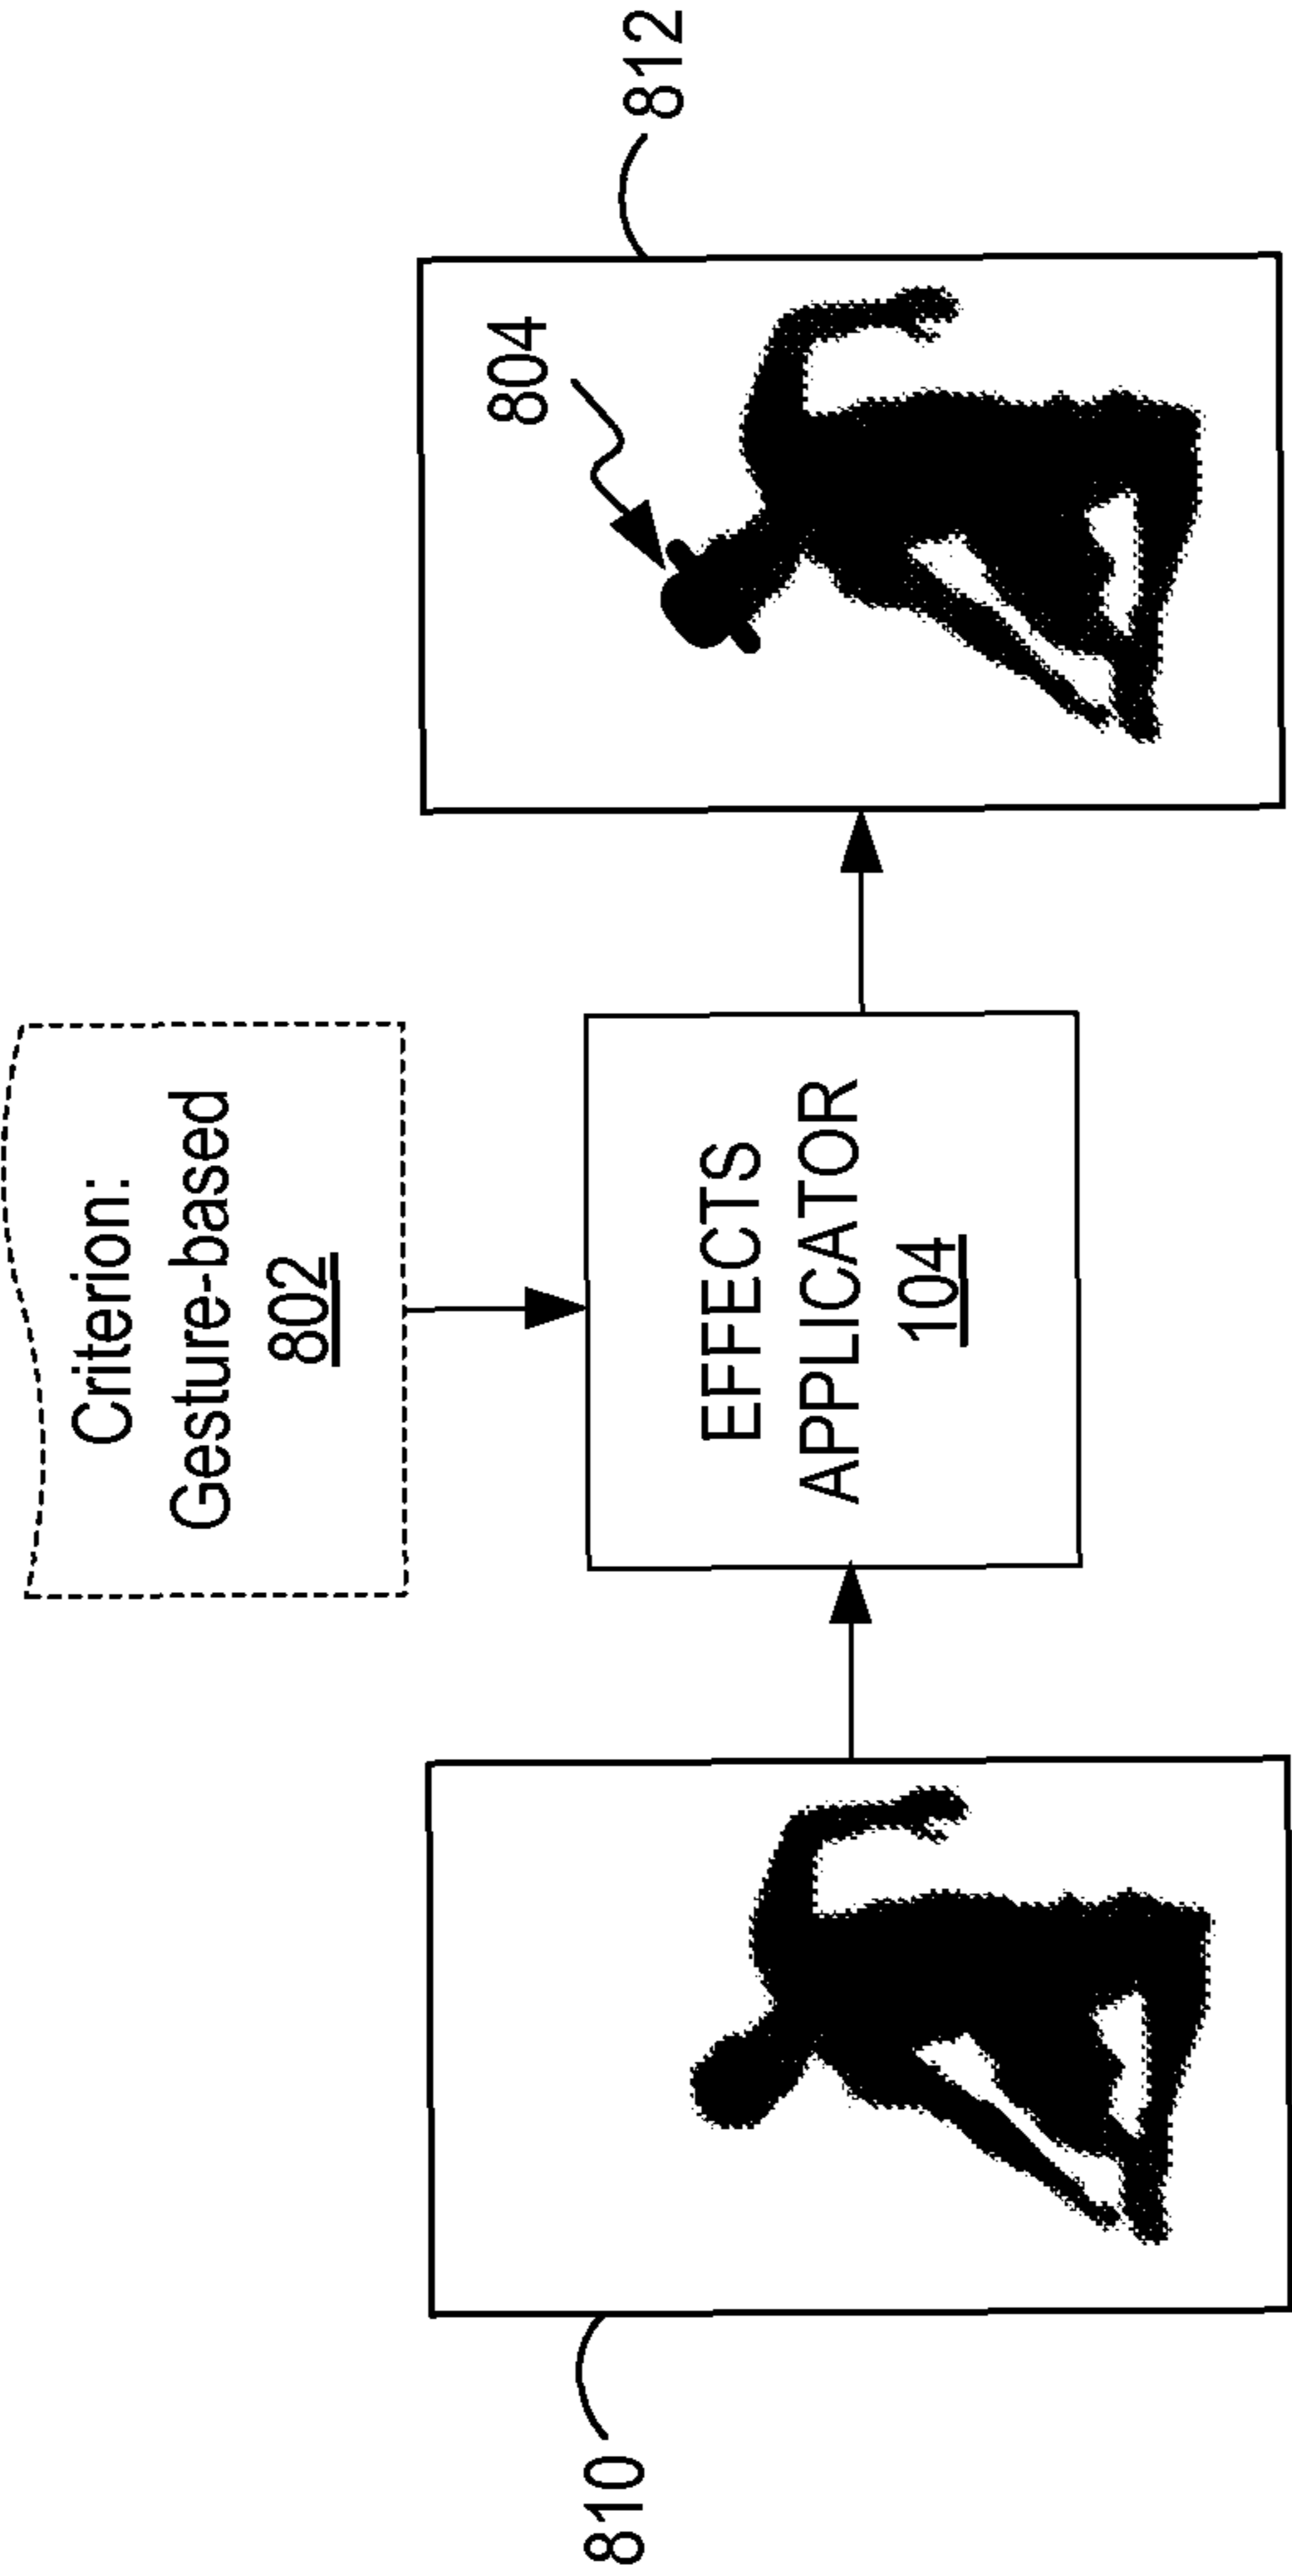 Criterion:
Gesture-based
802
810
EFFECTS
APPLICATOR
104
804
812